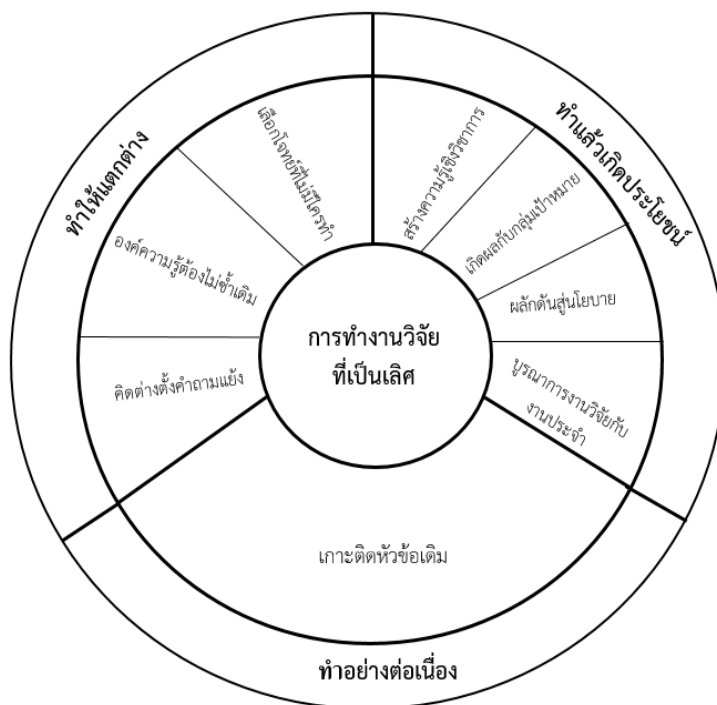 ทำให้แตกต่าง
เลือกโจทย์ที่ไม่มีใครทำ
องค์ความรู้ต้องไม่ซ้ำเดิม
คิดต่างตั้งคำถามแย้ง
ทำแล้วเกิดประโยชน์
สร้างความรู้เชิงวิชาการ
เกิดผลกับกลุ่มเป้าหมาย
ผลักดันสู่นโยบาย
บูรณาการงานวิจัยกับ
งานประจำ
การทำงานวิจัย
ที่เป็นเลิศ
เกาะติดหัวข้อเดิม
ทำอย่างต่อเนื่อง